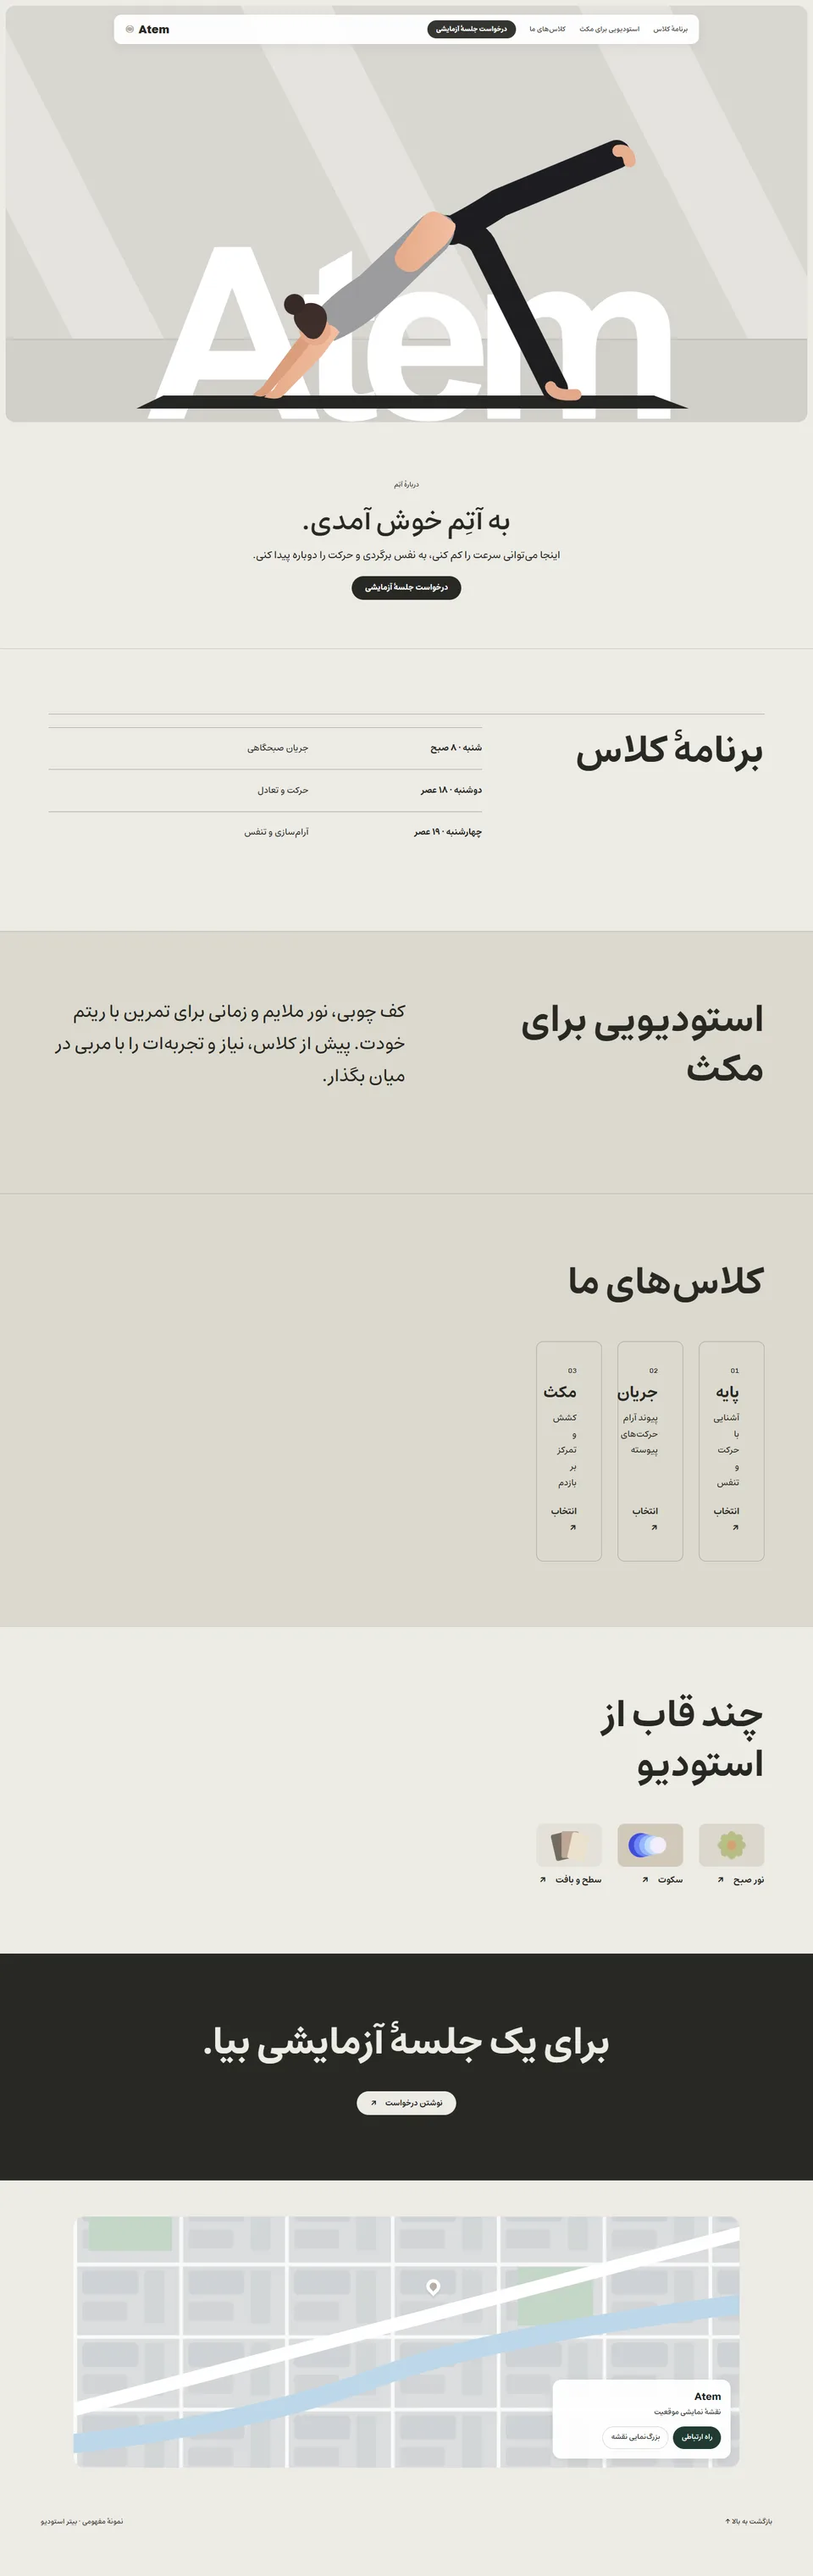 برنامهٔ کلاس
استودیویی برای مکث
کلاس‌های ما
درخواست جلسهٔ آزمایشی
Atem
Atem
دربارهٔ آتِم
به آتِم خوش آمدی.
اینجا می‌توانی سرعت را کم کنی، به نفس برگردی و حرکت را دوباره پیدا کنی.
درخواست جلسهٔ آزمایشی
برنامهٔ کلاس
شنبه · ۸ صبح
جریان صبحگاهی
دوشنبه · ۱۸ عصر
حرکت و تعادل
چهارشنبه · ۱۹ عصر
آرام‌سازی و تنفس
استودیویی برای
مکث
کف چوبی، نور ملایم و زمانی برای تمرین با ریتم
خودت. پیش از کلاس، نیاز و تجربه‌ات را با مربی در
میان بگذار.
کلاس‌های ما
01
پایه
آشنایی
با
حرکت
و
تنفس
انتخاب
↗
02
جریان
پیوند آرام
حرکت‌های
پیوسته
انتخاب
↗
03
مکث
کشش
و
تمرکز
بر
بازدم
انتخاب
↗
چند قاب از
استودیو
نور صبح ↗
سکوت ↗
سطح و بافت ↗
برای یک جلسهٔ آزمایشی بیا.
نوشتن درخواست ↗
Atem
نقشهٔ نمایشی موقعیت
راه ارتباطی
بزرگ‌نمایی نقشه
بازگشت به بالا ↑
نمونهٔ مفهومی · بیتر استودیو